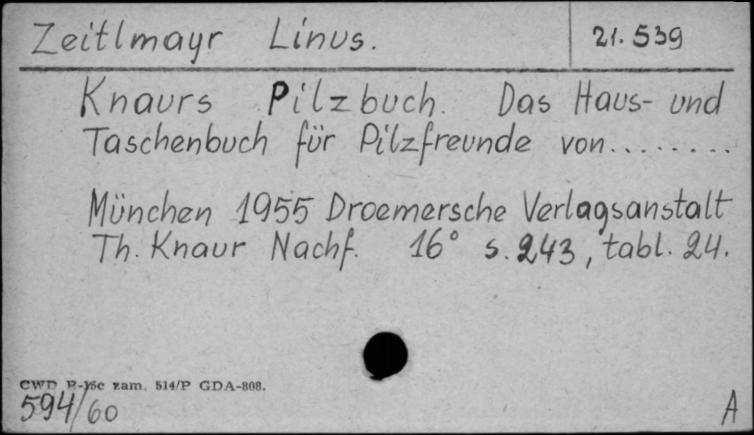 Zeitlmayr Linus.
21.539
Knaurs Pilzbuch. Das Haus- und
Taschenbuch für Pilzfreunde von.........
München 1955 Droemersche Verlagsanstalt
Th. Knaur Nachf. 16° s. 243, tabl. 24.
CWD P-15c zam. 514/P GDA-808.
594/60
A